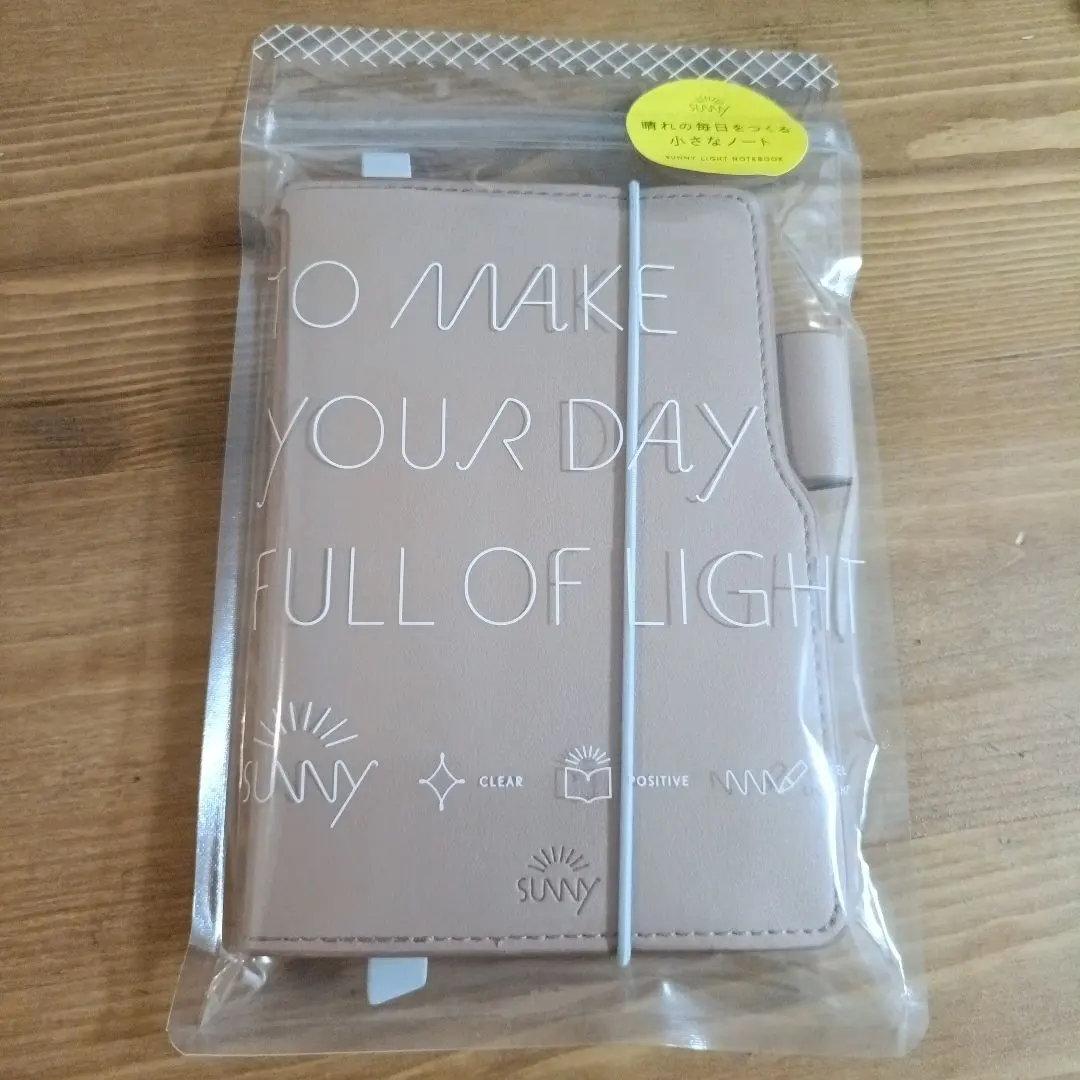 SUNNY
晴れの毎日をつくる
小さなノート
SUNNY LIGHT NOTEBOOK
TO MAKE
YOUR DAY
FULL OF LIGHT
SUNNY
CLEAR
POSITIVE
SUNNY